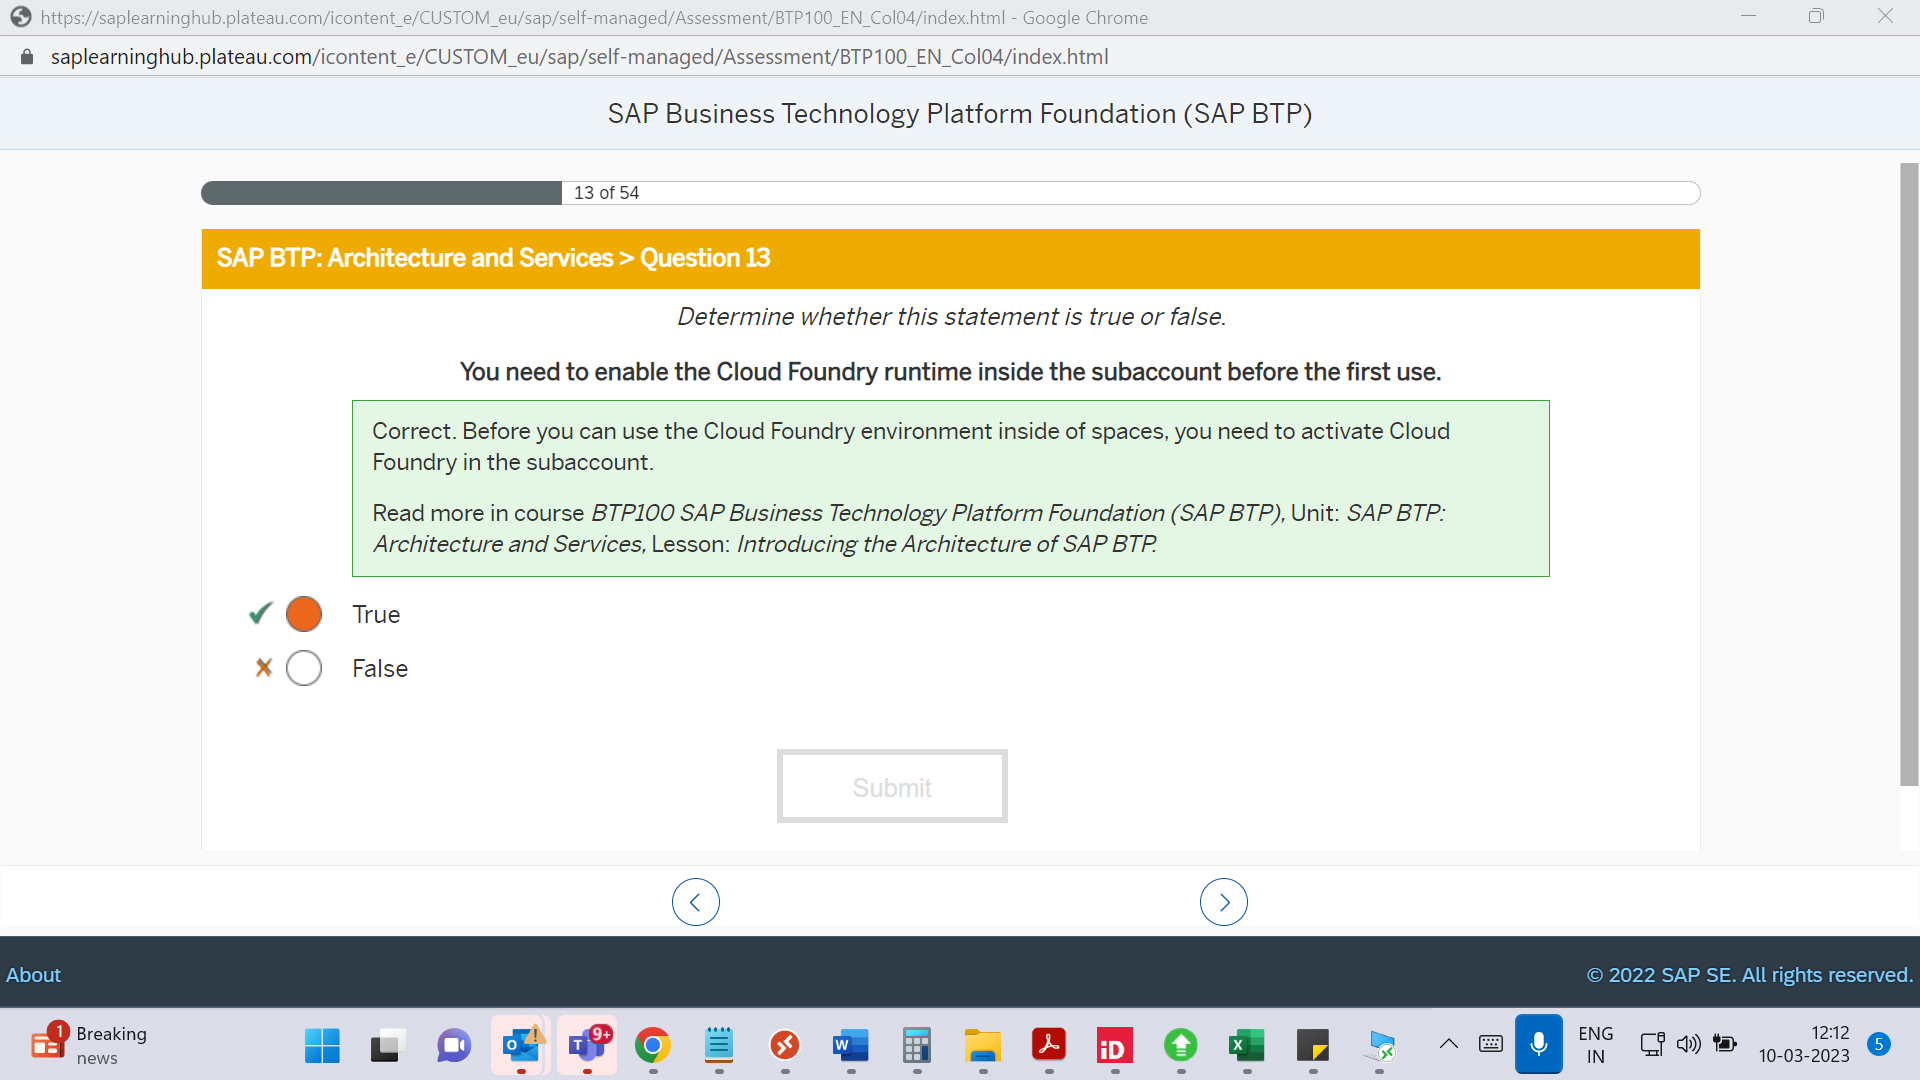 https://saplearninghub.plateau.com/icontent_e/CUSTOM_eu/sap/self-managed/Assessment/BTP100_EN_Col04/index.html - Google Chrome
saplearninghub.plateau.com/icontent_e/CUSTOM_eu/sap/self-managed/Assessment/BTP100_EN_Col04/index.html
SAP Business Technology Platform Foundation (SAP BTP)
13 of 54
SAP BTP: Architecture and Services > Question 13
Determine whether this statement is true or false.
You need to enable the Cloud Foundry runtime inside the subaccount before the first use.
Correct. Before you can use the Cloud Foundry environment inside of spaces, you need to activate Cloud
Foundry in the subaccount.
Read more in course BTP100 SAP Business Technology Platform Foundation (SAP BTP), Unit: SAP BTP:
Architecture and Services, Lesson: Introducing the Architecture of SAP BTP.
True
False
Submit
About
© 2022 SAP SE. All rights reserved.
1
Breaking
news
O
T
9+
W
iD
X
ENG
IN
12:12
10-03-2023
5